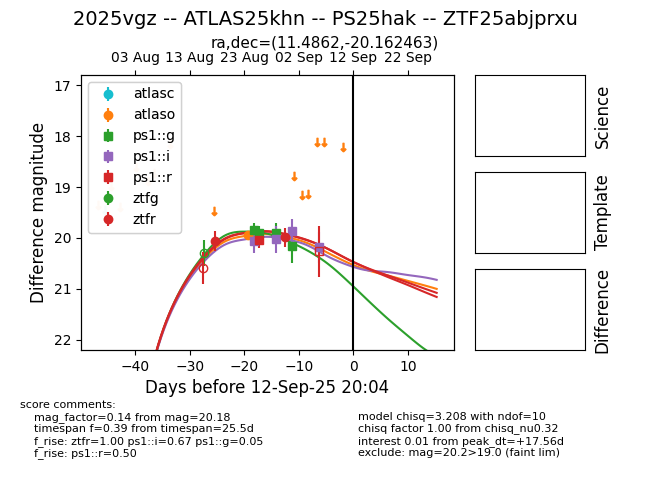 2025vgz -- ATLAS25khn -- PS25hak -- ZTF25abjprxu
ra,dec=(11.4862,-20.162463)
03 Aug 13 Aug 23 Aug 02 Sep 12 Sep 22 Sep
17
18
19
20
21
22
Difference magnitude
atlasc
atlaso
ps1::g
ps1::i
ps1::r
ztfg
ztfr
−40 −30 −20 −10 0 10
Days before 12-Sep-25 20:04
Science
Template
Difference
score comments:
mag_factor=0.14 from mag=20.18
timespan f=0.39 from timespan=25.5d
f_rise: ztfr=1.00 ps1::i=0.67 ps1::g=0.05
f_rise: ps1::r=0.50
model chisq=3.208 with ndof=10
chisq factor 1.00 from chisq_nu0.32
interest 0.01 from peak_dt=+17.56d
exclude: mag=20.2>19.0 (faint lim)